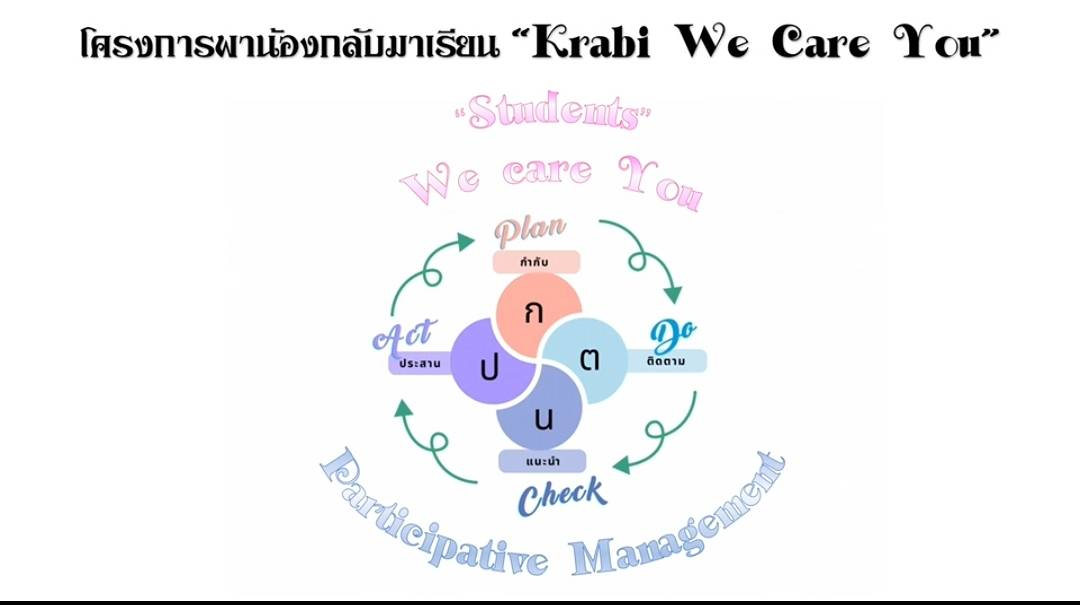 โครงการพาน้องกลับมาเรียน “Krabi We Care You”
“Students”
We care You
Plan
กำกับ
ก
Act
ประสาน
ป
ต
Do
ติดตาม
น
แนะนำ
Check
Participative Management